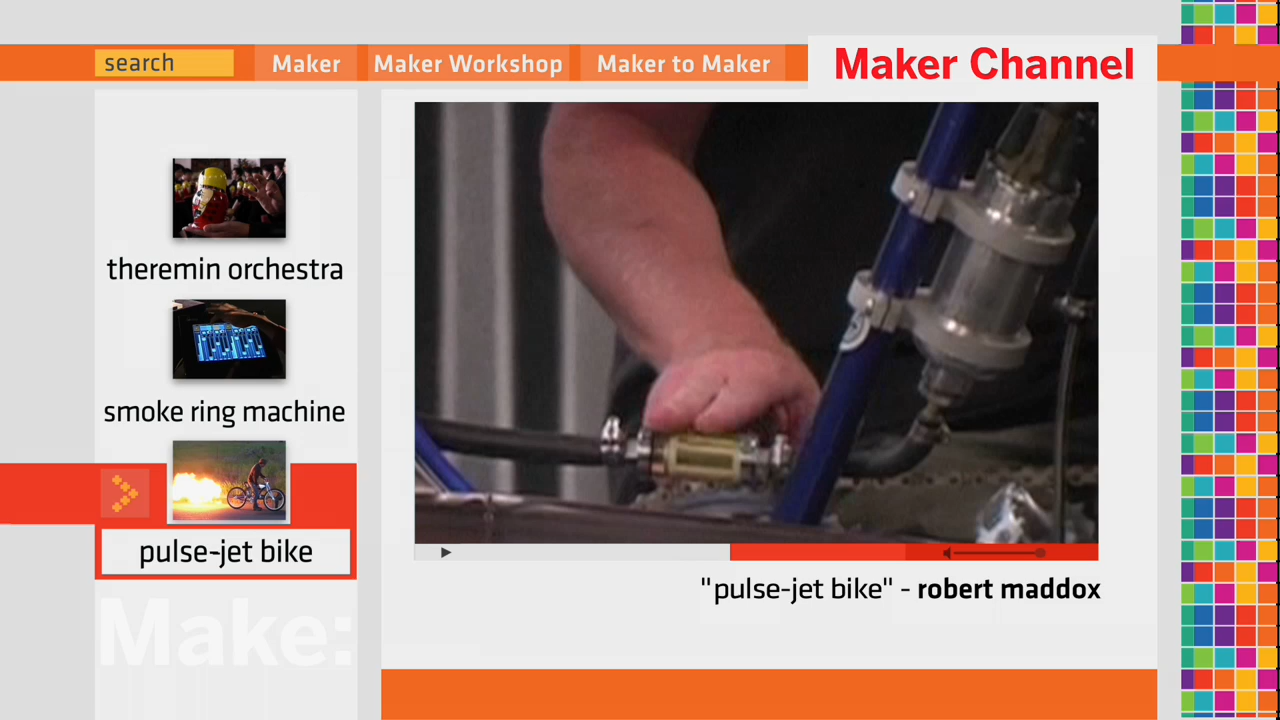 search
Maker
Maker Workshop
Maker to Maker
Maker Channel
theremin orchestra
smoke ring machine
pulse-jet bike
"pulse-jet bike" - robert maddox
Make: